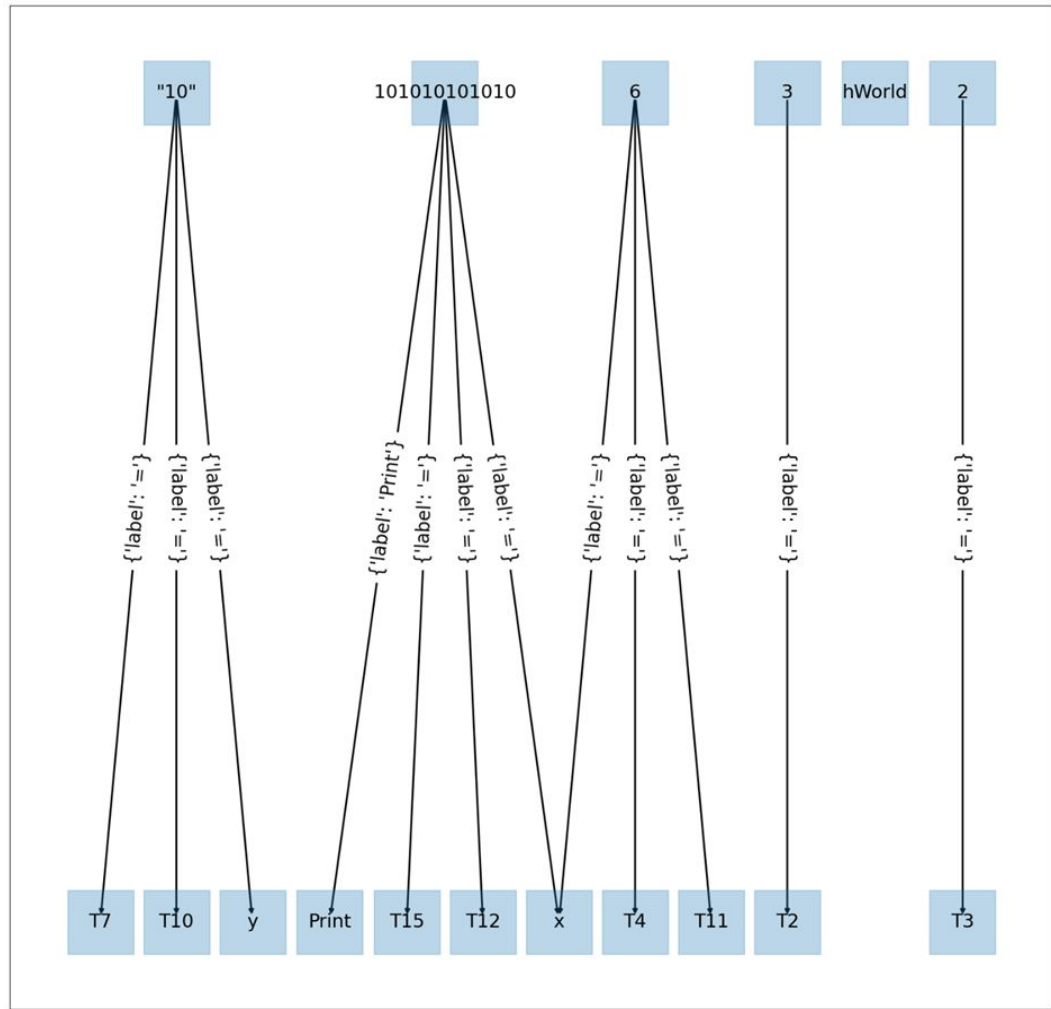 "10"
101010101010
6
3
hWorld
2
{'label': '='}
{'label': '='}
{'label': '='}
{'label': 'Print'}
{'label': '='}
{'label': '='}
{'label': '='}
{'label': '='}
{'label': '='}
{'label': '='}
{'label': '='}
{'label': '='}
T7
T10
y
Print
T15
T12
x
T4
T11
T2
T3